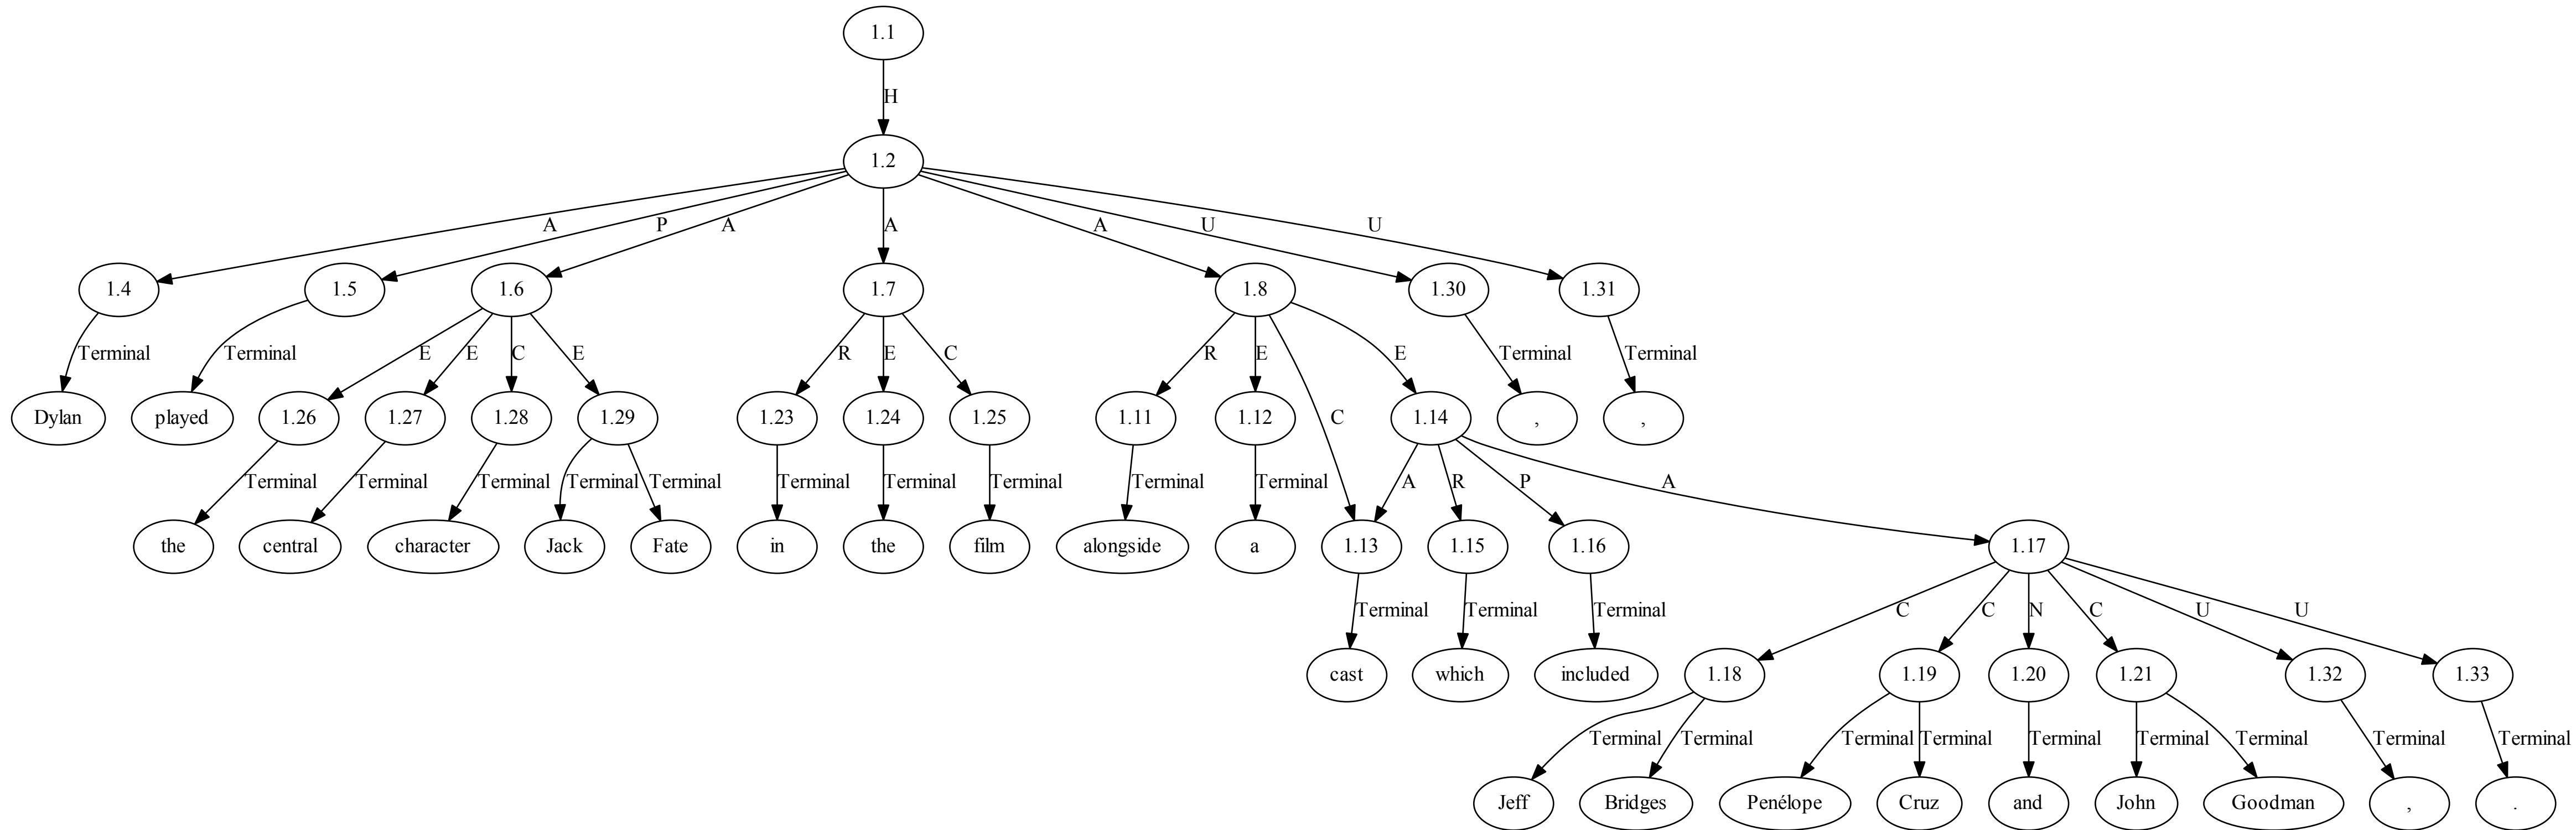 1.1
H
1.2
A P A A A U U
1.4 1.5 1.6 1.7 1.8 1.30 1.31
Terminal Terminal E E C E R E C R E C E Terminal Terminal
Dylan played 1.26 1.27 1.28 1.29 1.23 1.24 1.25 1.11 1.12 1.14 , ,
Terminal Terminal Terminal Terminal Terminal Terminal Terminal Terminal Terminal Terminal A R P A
the central character Jack Fate in the film alongside a 1.13 1.15 1.16 1.17
Terminal Terminal Terminal C C N C U U
cast which included 1.18 1.19 1.20 1.21 1.32 1.33
Terminal Terminal Terminal Terminal Terminal Terminal Terminal Terminal Terminal
Jeff Bridges Penélope Cruz and John Goodman , .